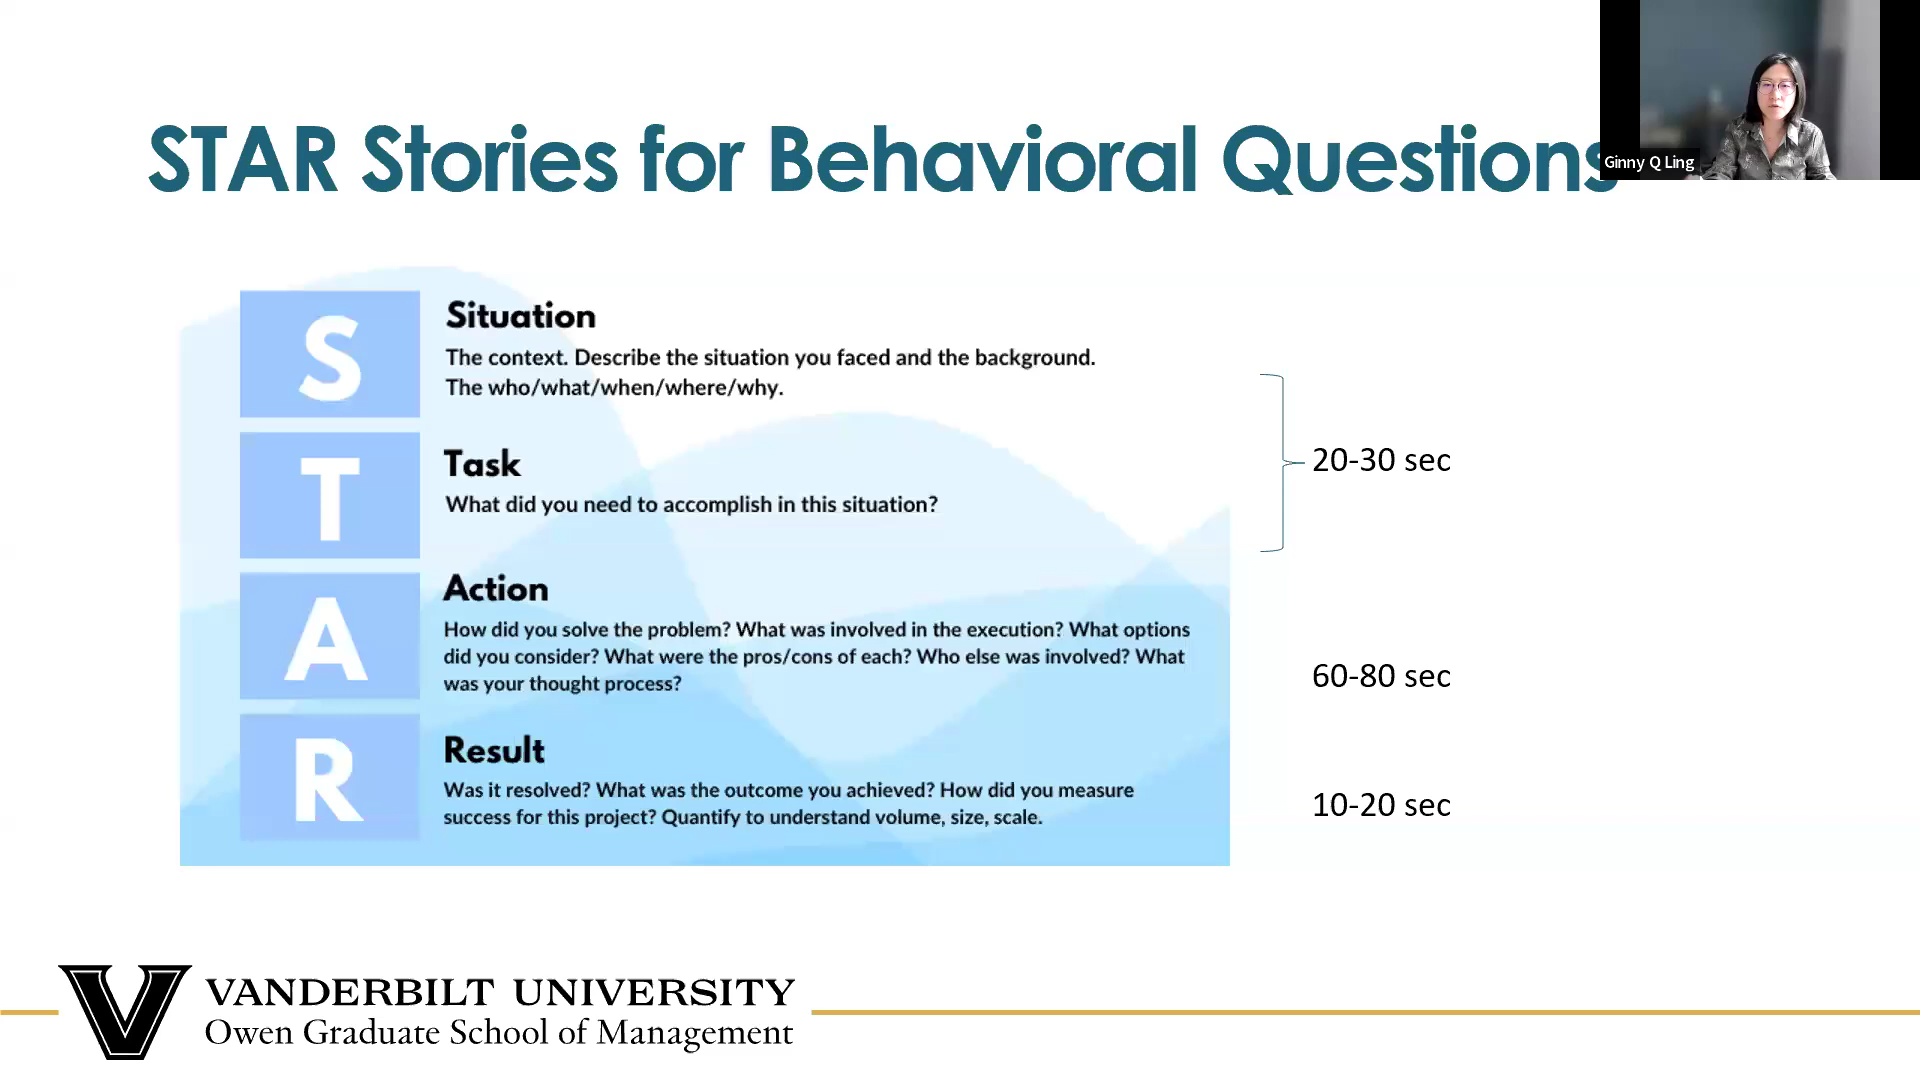 STAR Stories for Behavioral Questions
Ginny Q Ling
S
Situation
The context. Describe the situation you faced and the background.
The who/what/when/where/why.
T
Task
What did you need to accomplish in this situation?
20-30 sec
A
Action
How did you solve the problem? What was involved in the execution? What options
did you consider? What were the pros/cons of each? Who else was involved? What
was your thought process?
60-80 sec
R
Result
Was it resolved? What was the outcome you achieved? How did you measure
success for this project? Quantify to understand volume, size, scale.
10-20 sec
V
VANDERBILT UNIVERSITY
Owen Graduate School of Management